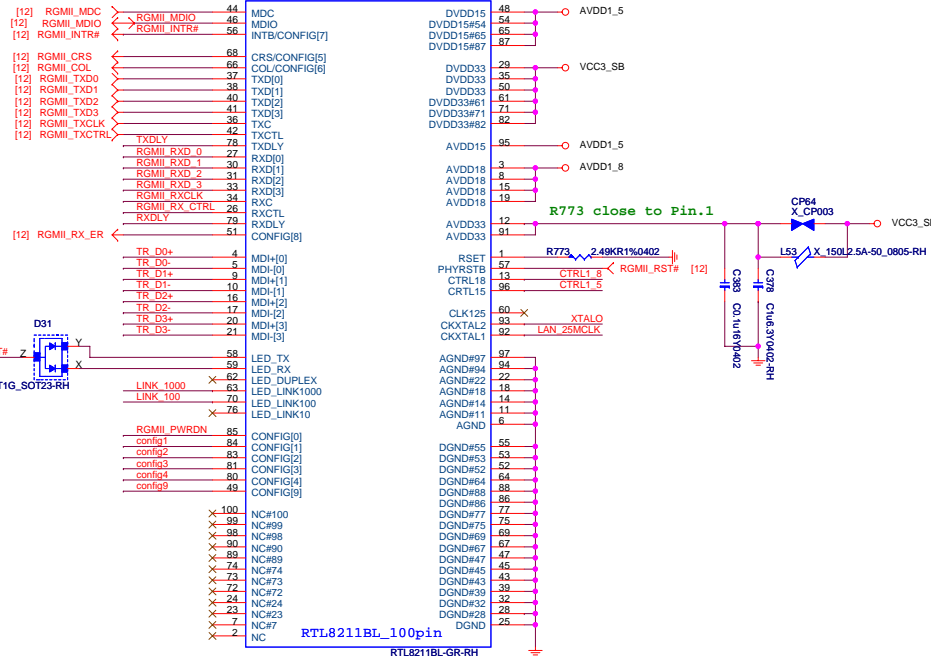 [12] RGMII_MDC 44 MDC
[12] RGMII_MDIO RGMII_MDIO 46 MDIO
[12] RGMII_INTR# RGMII_INTR# 56 INTB/CONFIG[7]
[12] RGMII_CRS 68 CRS/CONFIG[5]
[12] RGMII_COL 66 COL/CONFIG[6]
[12] RGMII_TXD0 37 TXD[0]
[12] RGMII_TXD1 38 TXD[1]
[12] RGMII_TXD2 40 TXD[2]
[12] RGMII_TXD3 41 TXD[3]
[12] RGMII_TXCLK 36 TXC
[12] RGMII_TXCTRL 42 TXCTL
TXDLY 78 TXDLY
RGMII_RXD_0 27 RXD[0]
RGMII_RXD_1 30 RXD[1]
RGMII_RXD_2 31 RXD[2]
RGMII_RXD_3 33 RXD[3]
RGMII_RXCLK 34 RXC
RGMII_RX_CTRL 26 RXCTL
RXDLY 79 RXDLY
[12] RGMII_RX_ER 51 CONFIG[8]
TR_D0+ 4 MDI+[0]
TR_D0- 5 MDI-[0]
TR_D1+ 9 MDI+[1]
TR_D1- 10 MDI-[1]
TR_D2+ 16 MDI+[2]
TR_D2- 17 MDI-[2]
TR_D3+ 20 MDI+[3]
TR_D3- 21 MDI-[3]
D31
Y
T# Z
X
T1G_SOT23-RH
58 LED_TX
59 LED_RX
62 LED_DUPLEX
LINK_1000 63 LED_LINK1000
LINK_100 70 LED_LINK100
76 LED_LINK10
RGMII_PWRDN 85 CONFIG[0]
config1 84 CONFIG[1]
config2 83 CONFIG[2]
config3 81 CONFIG[3]
config4 80 CONFIG[4]
config9 49 CONFIG[9]
100 NC#100
99 NC#99
98 NC#98
90 NC#90
89 NC#89
74 NC#74
73 NC#73
72 NC#72
24 NC#24
23 NC#23
7 NC#7
2 NC
DVDD15 48 AVDD1_5
DVDD15#54 54
DVDD15#65 65
DVDD15#87 87
DVDD33 29 VCC3_SB
DVDD33 35
DVDD33 50
DVDD33#61 61
DVDD33#71 71
DVDD33#82 82
AVDD15 95 AVDD1_5
AVDD18 3 AVDD1_8
AVDD18 8
AVDD18 15
AVDD18 19
R773 close to Pin.1
AVDD33 12
AVDD33 91
CP64
X_CP003
VCC3_S
L53 X_150L2.5A-50_0805-RH
C383 C0.1u16Y0402
C378 C1u6.3Y0402-RH
RSET 1 R773 2.49KR1%0402
PHYRSTB 57 RGMII_RST# [12]
CTRL18 13 CTRL1_8
CRTL15 96 CTRL1_5
CLK125 60
CKXTAL2 93 XTALO
CKXTAL1 92 LAN_25MCLK
AGND#97 97
AGND#94 94
AGND#22 22
AGND#18 18
AGND#14 14
AGND#11 11
AGND 6
DGND#55 55
DGND#53 53
DGND#52 52
DGND#64 64
DGND#88 88
DGND#86 86
DGND#77 77
DGND#75 75
DGND#69 69
DGND#67 67
DGND#47 47
DGND#45 45
DGND#43 43
DGND#39 39
DGND#32 32
DGND#28 28
DGND 25
RTL8211BL_100pin
RTL8211BL-GR-RH